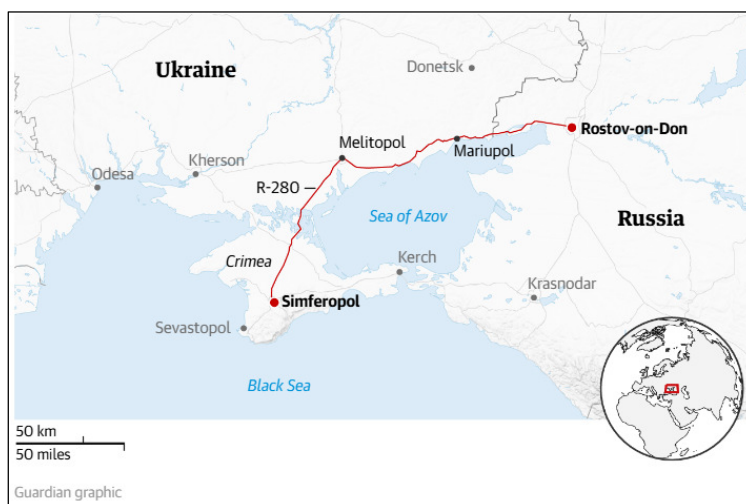 Ukraine
Donetsk
Rostov-on-Don
Melitopol
Mariupol
Kherson
Odesa
R-280
Sea of Azov
Russia
Crimea
Kerch
Krasnodar
Simferopol
Sevastopol
Black Sea
50 km
50 miles
Guardian graphic